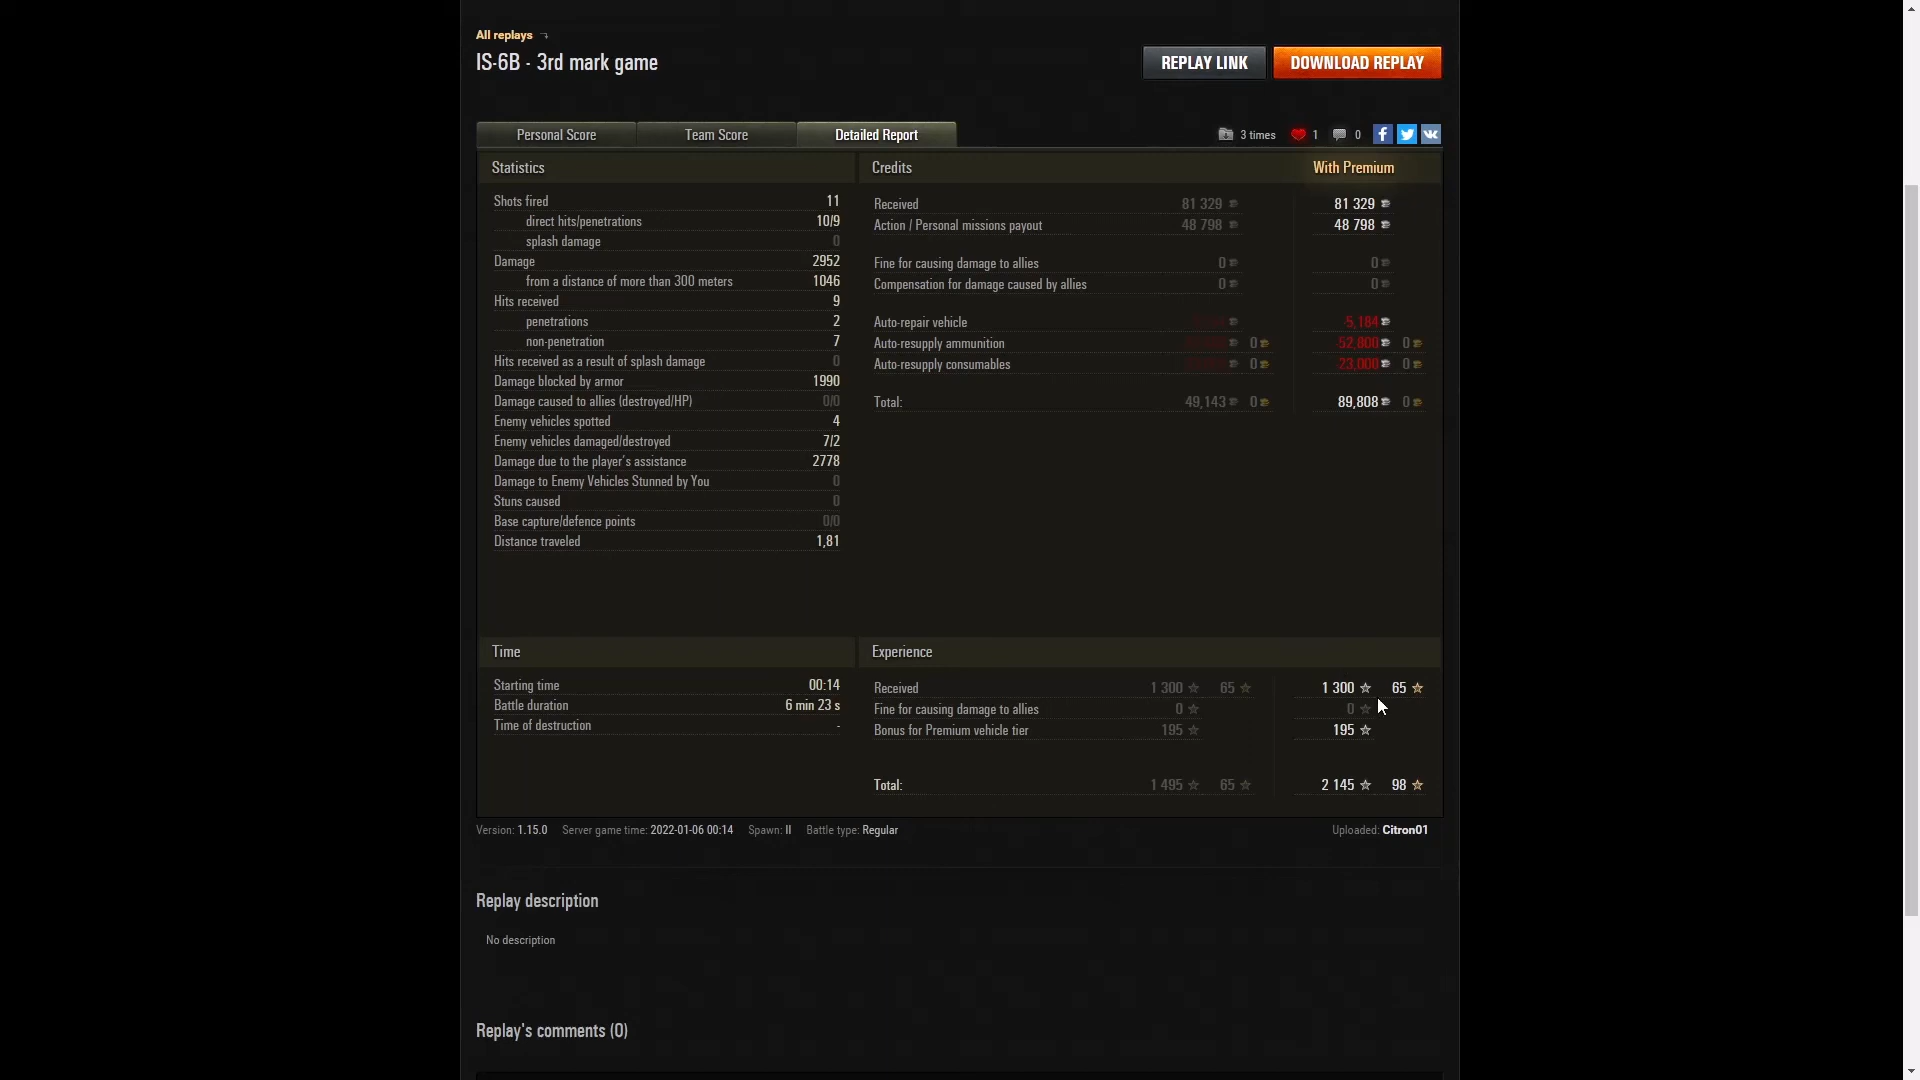 All replays
IS-6B - 3rd mark game
REPLAY LINK
DOWNLOAD REPLAY
Personal Score
Team Score
Detailed Report
3 times
1
0
Statistics
Shots fired 11
direct hits/penetrations 10/9
splash damage 0
Damage 2952
from a distance of more than 300 meters 1046
Hits received 9
penetrations 2
non-penetration 7
Hits received as a result of splash damage 0
Damage blocked by armor 1990
Damage caused to allies (destroyed/HP) 0/0
Enemy vehicles spotted 4
Enemy vehicles damaged/destroyed 7/2
Damage due to the player's assistance 2778
Damage to Enemy Vehicles Stunned by You 0
Stuns caused 0
Base capture/defence points 0/0
Distance traveled 1,81
Credits With Premium
Received 81 329 81 329
Action / Personal missions payout 48 798 48 798
Fine for causing damage to allies 0 0
Compensation for damage caused by allies 0 0
Auto-repair vehicle -5,184
Auto-resupply ammunition 0 -52,800 0
Auto-resupply consumables 0 -23,000 0
Total: 49,143 0 89,808 0
Time
Starting time 00:14
Battle duration 6 min 23 s
Time of destruction -
Experience
Received 1 300 65 1 300 65
Fine for causing damage to allies 0 0
Bonus for Premium vehicle tier 195 195
Total: 1 495 65 2 145 98
Version: 1.15.0 Server game time: 2022-01-06 00:14 Spawn: II Battle type: Regular
Uploaded: Citron01
Replay description
No description
Replay's comments (0)